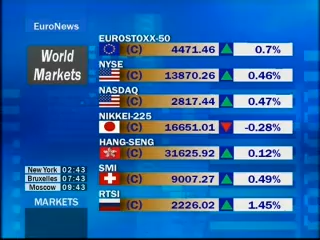 EuroNews
World
Markets
EUROSTOXX-50
(C) 4471.46 0.7%
NYSE
(C) 13870.26 0.46%
NASDAQ
(C) 2817.44 0.47%
NIKKEI-225
(C) 16651.01 -0.28%
HANG-SENG
(C) 31625.92 0.12%
SMI
(C) 9007.27 0.49%
RTSI
(C) 2226.02 1.45%
New York 02:43
Bruxelles 07:43
Moscow 09:43
MARKETS